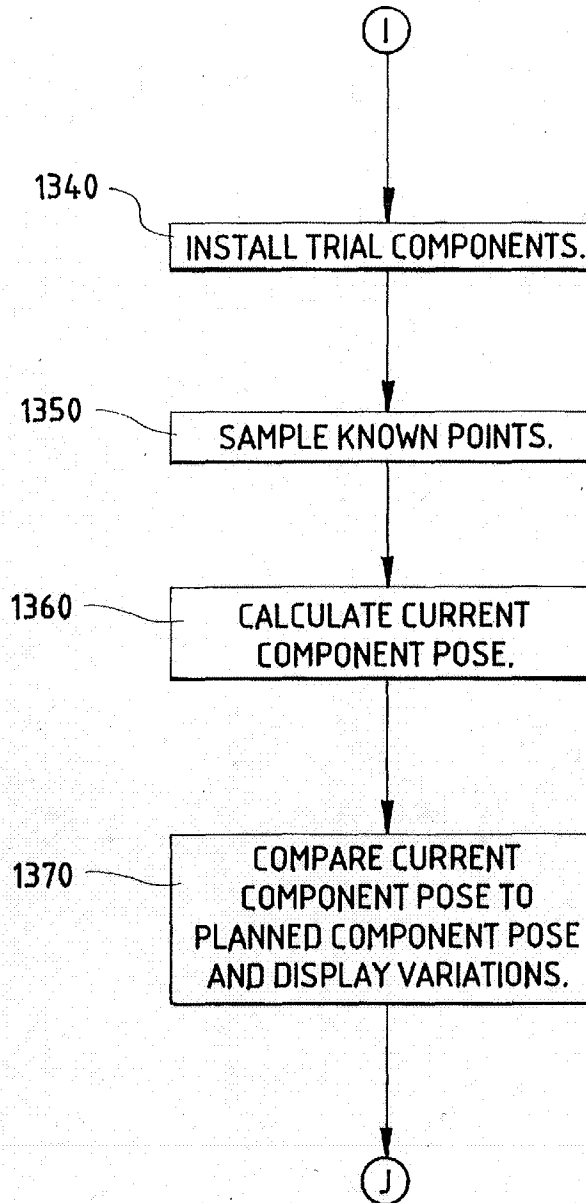 I
1340
INSTALL TRIAL COMPONENTS.
1350
SAMPLE KNOWN POINTS.
1360
CALCULATE CURRENT
COMPONENT POSE.
1370
COMPARE CURRENT
COMPONENT POSE TO
PLANNED COMPONENT POSE
AND DISPLAY VARIATIONS.
J